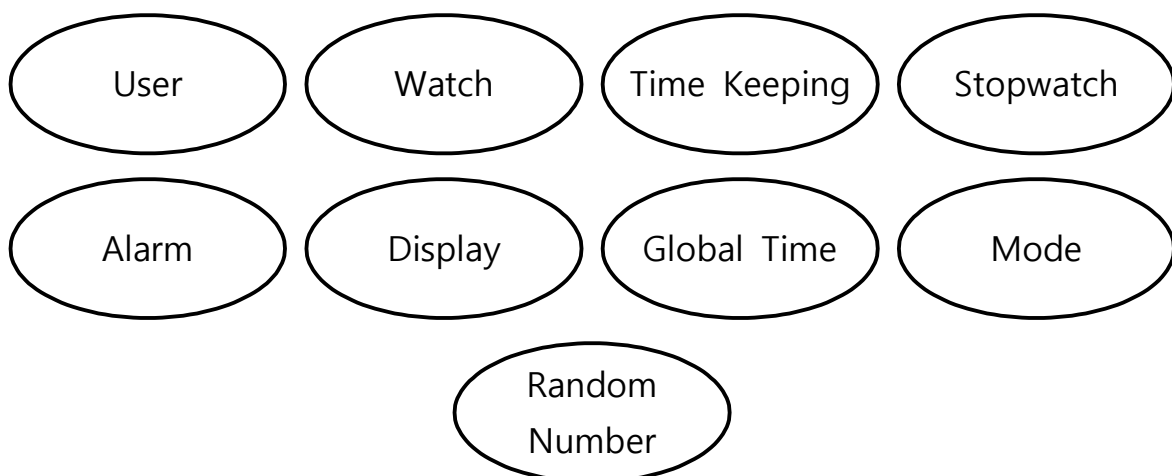 User
Watch
Time Keeping
Stopwatch
Alarm
Display
Global Time
Mode
Random
Number